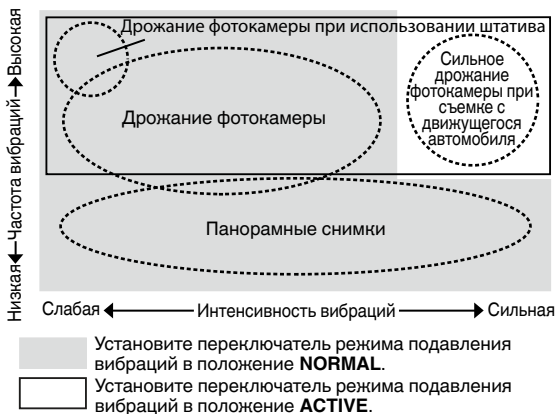 Дрожание фотокамеры при использовании штатива
Сильное
дрожание
фотокамеры при
съемке с
движущегося
автомобиля
Дрожание фотокамеры
Панорамные снимки
Низкая Частота вибраций Высокая
Слабая Интенсивность вибраций Сильная
Установите переключатель режима подавления
вибраций в положение NORMAL.
Установите переключатель режима подавления
вибраций в положение ACTIVE.